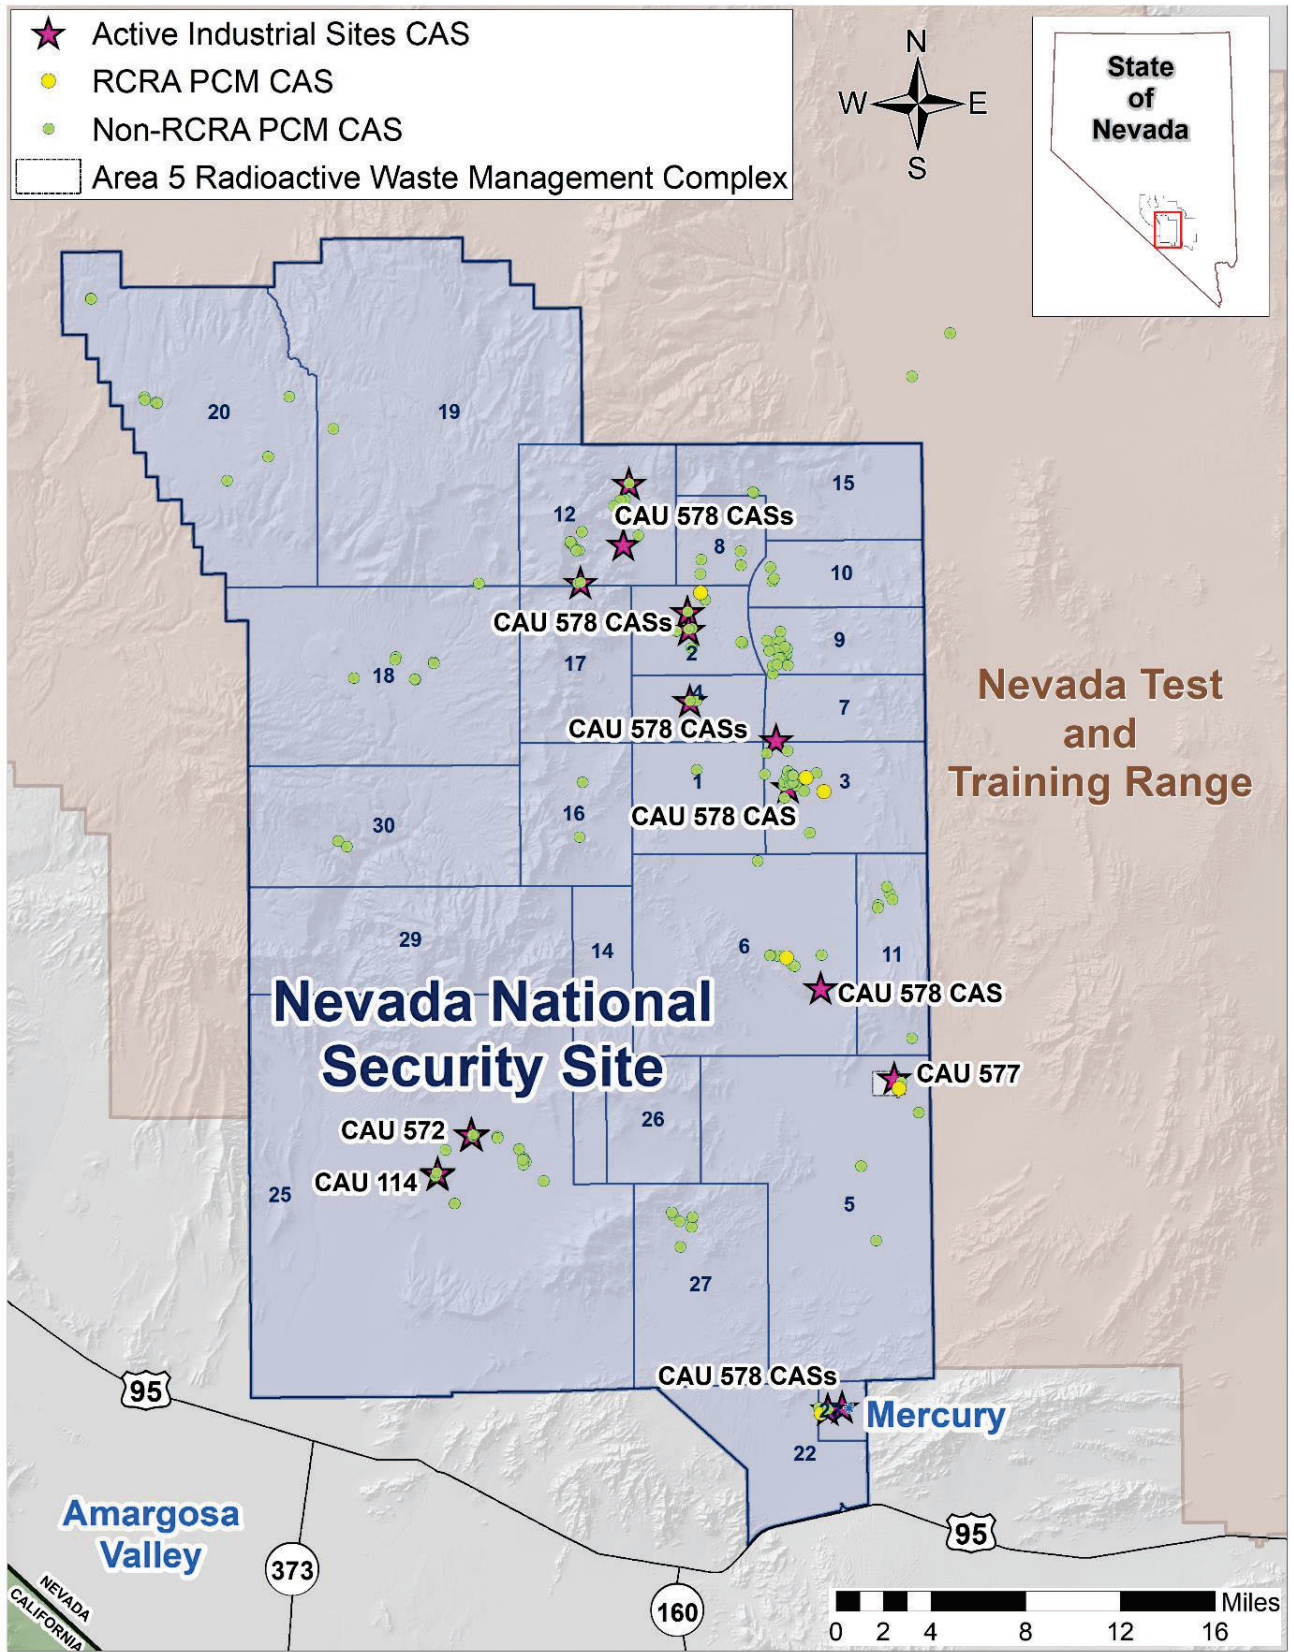 Active Industrial Sites CAS
RCRA PCM CAS
Non-RCRA PCM CAS
Area 5 Radioactive Waste Management Complex
N
W
E
S
State
of
Nevada
20
19
15
12
CAU 578 CASs
8
10
CAU 578 CASs
17
2
9
18
4
7
CAU 578 CASs
Nevada Test
and
Training Range
1
3
16
CAU 578 CAS
30
29
14
6
11
CAU 578 CAS
Nevada National
Security Site
CAU 577
26
CAU 572
CAU 114
25
5
27
CAU 578 CASs
Mercury
22
95
Amargosa
Valley
95
373
160
NEVADA
CALIFORNIA
Miles
0 2 4 8 12 16